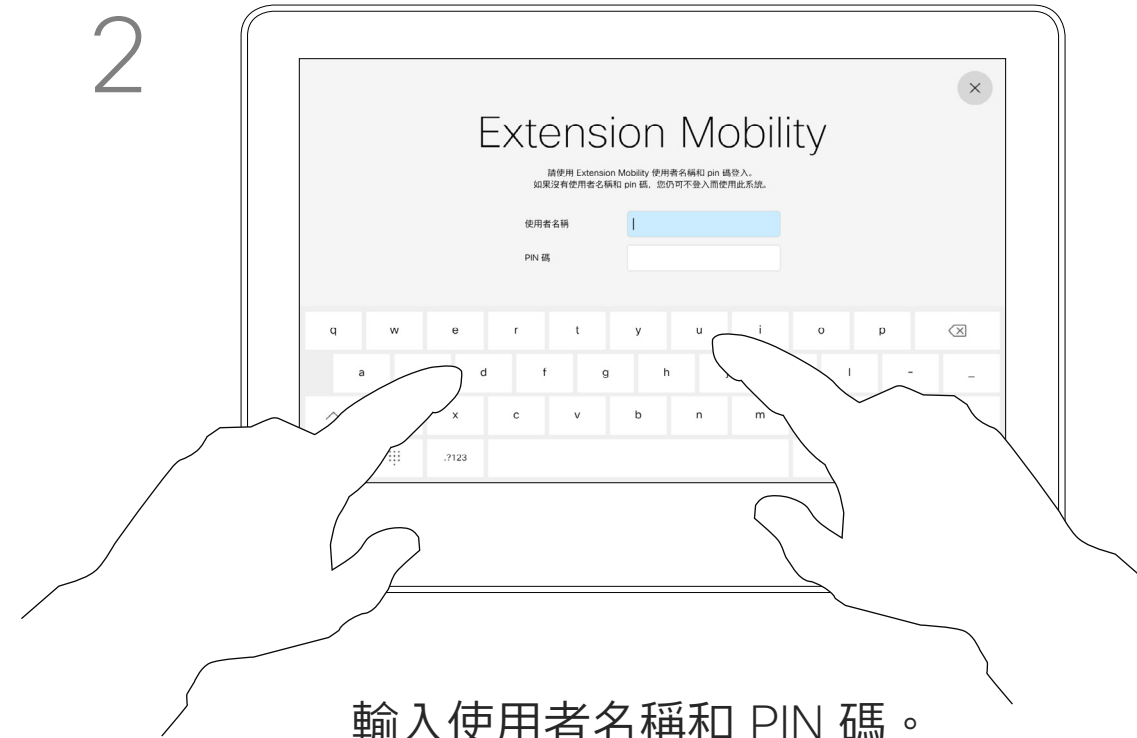 2
Extension Mobility
請使用 Extension Mobility 使用者名稱和 pin 碼登入。
如果沒有使用者名稱和 pin 碼，您仍可不登入而使用此系統。
使用者名稱
PIN 碼
q w e r t y u i o p
a d f g h j l - _
x c v b n m
.?123
輸入使用者名稱和 PIN 碼。